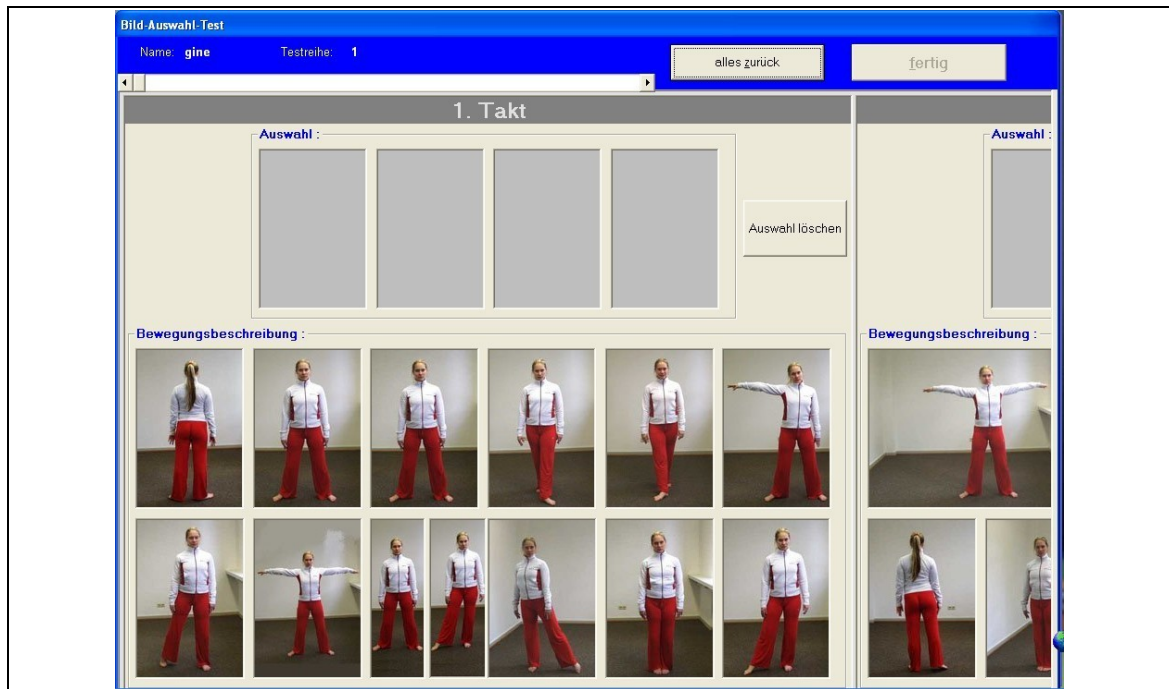 Bild-Auswahl-Test
Name: gine Testreihe: 1
alles zurück
fertig
1. Takt
Auswahl :
Auswahl löschen
Bewegungsbeschreibung :
Auswahl :
Bewegungsbeschreibung :